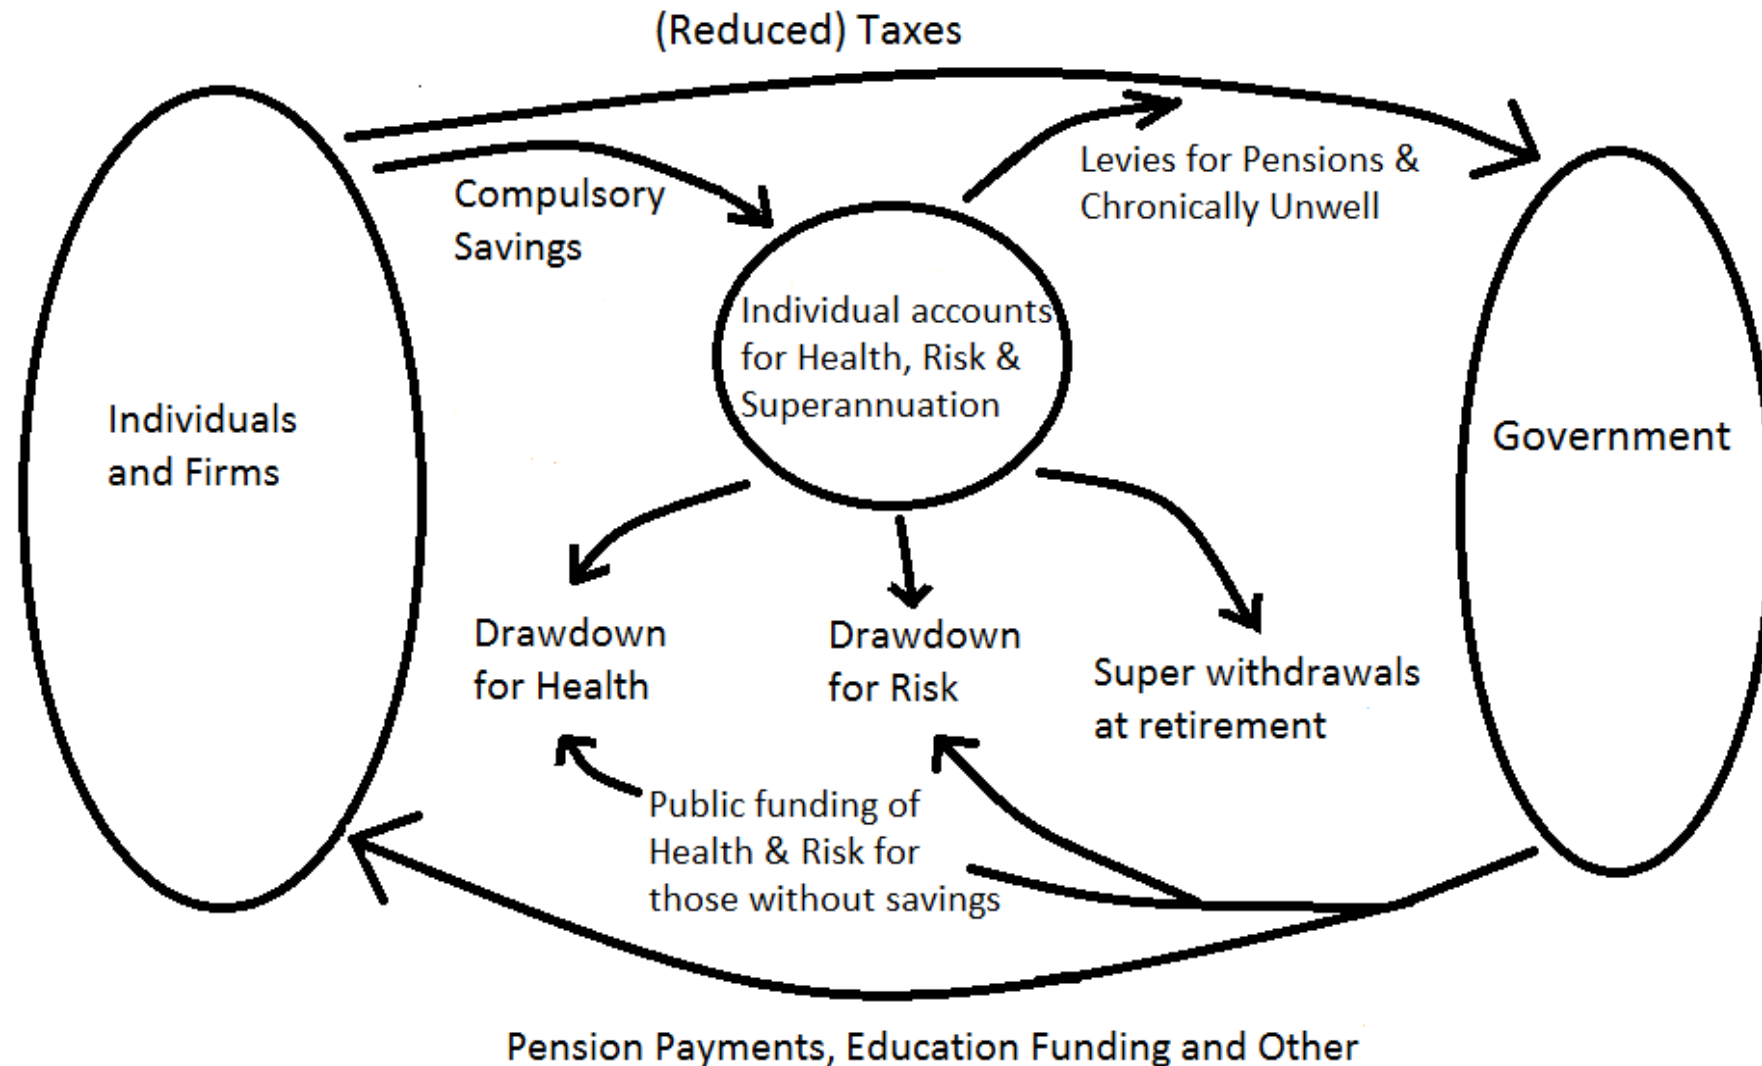 (Reduced) Taxes
Compulsory
Savings
Levies for Pensions &
Chronically Unwell
Individual accounts
for Health, Risk &
Superannuation
Individuals
and Firms
Government
Drawdown
for Health
Drawdown
for Risk
Super withdrawals
at retirement
Public funding of
Health & Risk for
those without savings
Pension Payments, Education Funding and Other